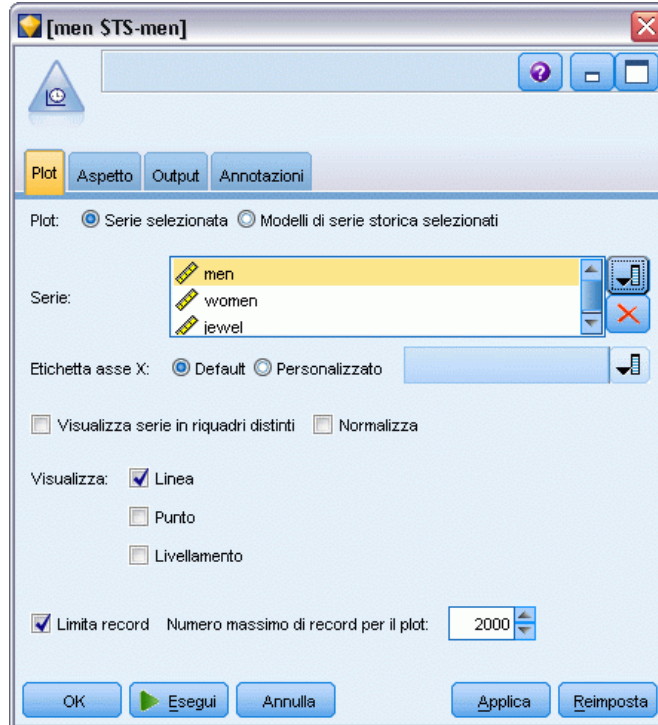 [men $TS-men]
Plot Aspetto Output Annotazioni
Plot: Serie selezionata Modelli di serie storica selezionati
Serie:
men
women
jewel
Etichetta asse X: Default Personalizzato
Visualizza serie in riquadri distinti Normalizza
Visualizza: Linea
Punto
Livellamento
Limita record Numero massimo di record per il plot: 2000
OK Esegui Annulla Applica Reimposta